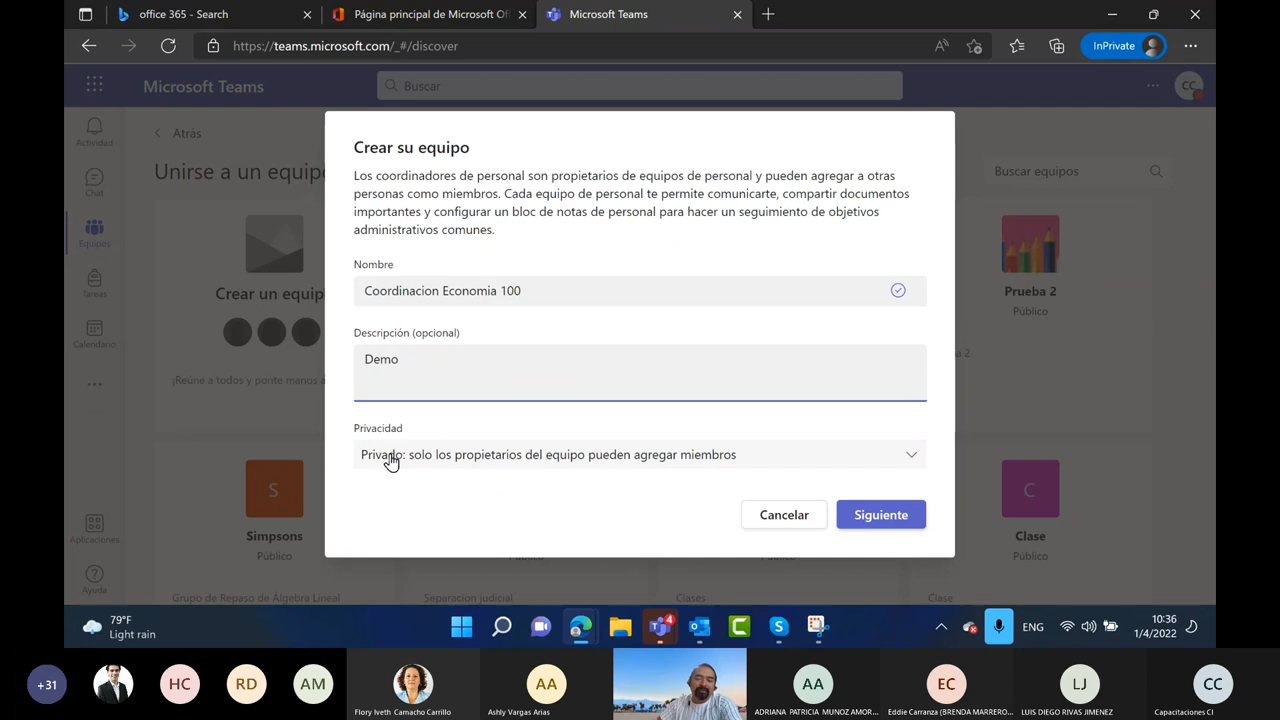 office 365 - Search
Página principal de Microsoft Of
Microsoft Teams
https://teams.microsoft.com/_#/discover
InPrivate
Microsoft Teams
Buscar
CC
Actividad
Chat
Equipos
Tareas
Calendario
Aplicaciones
Ayuda
Atrás
Unirse a un equip
Buscar equipos
Crear un equip
¡Reúne a todos y ponte manos a
Prueba 2
Público
Crear su equipo
Los coordinadores de personal son propietarios de equipos de personal y pueden agregar a otras
personas como miembros. Cada equipo de personal te permite comunicarte, compartir documentos
importantes y configurar un bloc de notas de personal para hacer un seguimiento de objetivos
administrativos comunes.
Nombre
Coordinacion Economia 100
Descripción (opcional)
Demo
Privacidad
Privado: solo los propietarios del equipo pueden agregar miembros
Cancelar
Siguiente
S
Simpsons
Público
Grupo de Repaso de Álgebra Lineal
Separacion judicial
Clases
C
Clase
Público
Clase
79°F
Light rain
4
ENG
10:36
1/4/2022
+31
HC
RD
AM
Flory Iveth Camacho Carrillo
AA
Ashly Vargas Arias
AA
ADRIANA PATRICIA MUNOZ AMOR...
EC
Eddie Carranza (BRENDA MARRERO...
LJ
LUIS DIEGO RIVAS JIMENEZ
CC
Capacitaciones CI